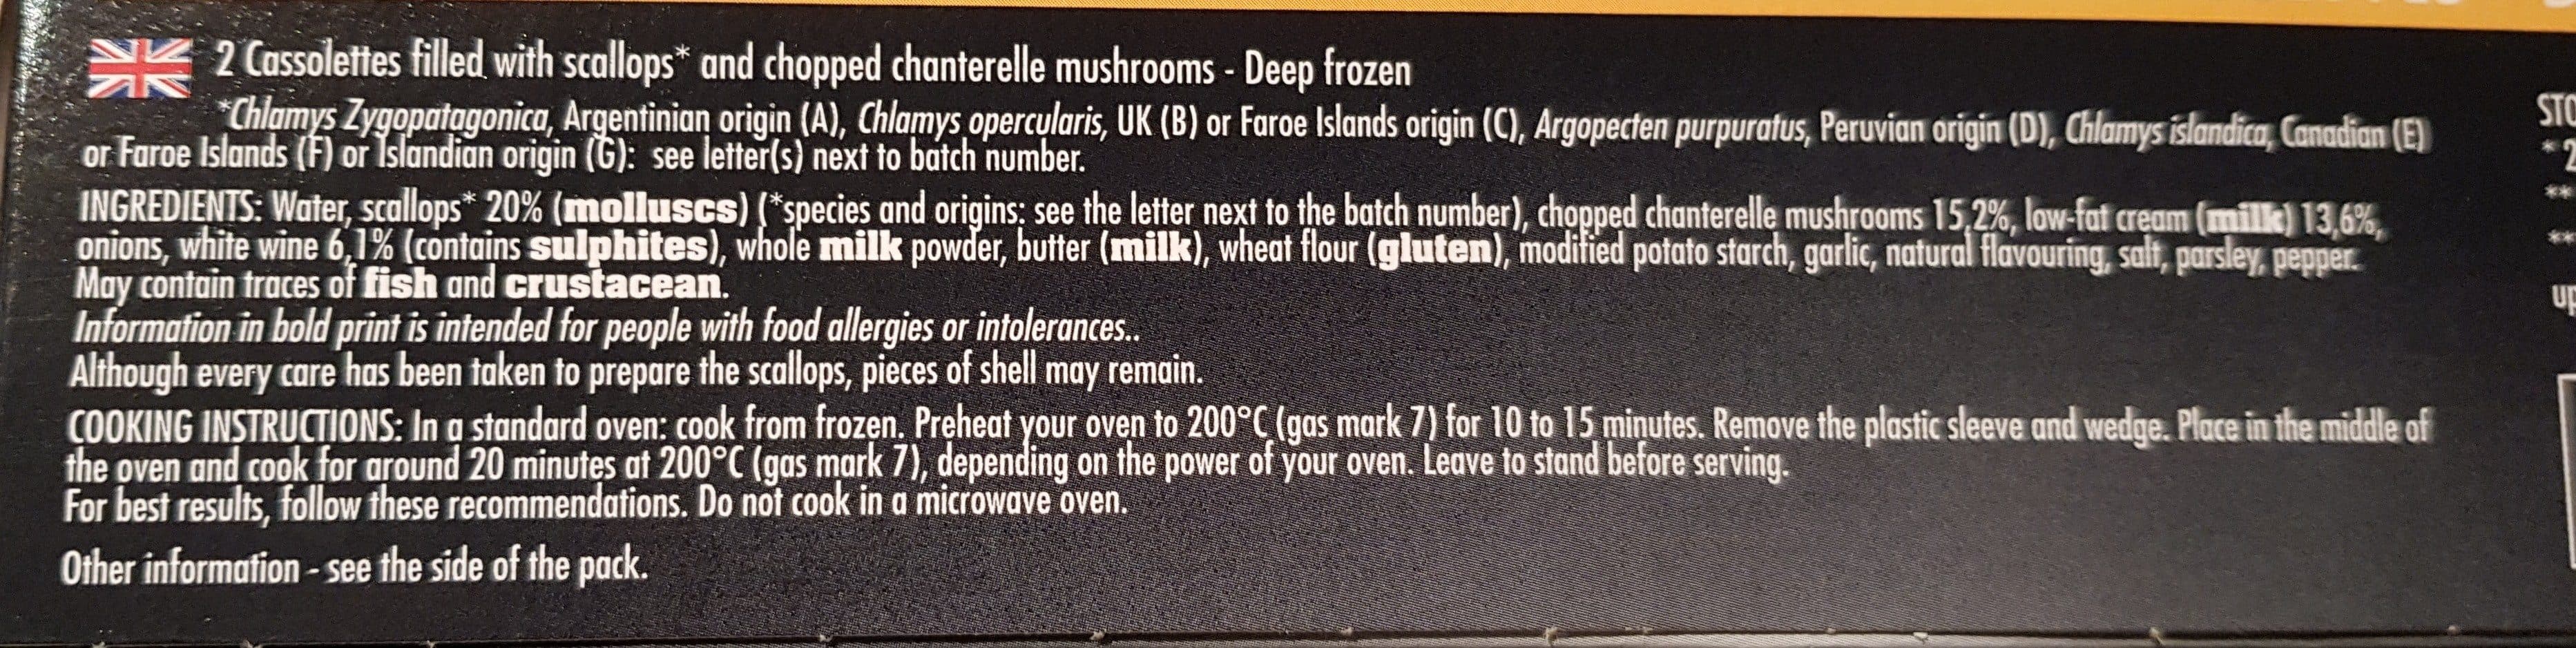 2 Cassolettes filled with scallops* and chopped chanterelle mushrooms - Deep frozen
*Chlamys Zygopatagonica, Argentinian origin (A), Chlamys opercularis, UK (B) or Faroe Islands origin (C), Argopecten purpuratus, Peruvian origin (D), Chlamys islandica, Canadian (E)
or Faroe Islands (F) or Islandian origin (G): see letter(s) next to batch number.
INGREDIENTS: Water, scallops* 20% (molluscs) (*species and origins: see the letter next to the batch number), chopped chanterelle mushrooms 15,2%, low-fat cream (milk) 13,6%,
onions, white wine 6,1% (contains sulphites), whole milk powder, butter (milk), wheat flour (gluten), modified potato starch, garlic, natural flavouring, salt, parsley, pepper.
May contain traces of fish and crustacean.
Information in bold print is intended for people with food allergies or intolerances..
Although every care has been taken to prepare the scallops, pieces of shell may remain.
COOKING INSTRUCTIONS: In a standard oven: cook from frozen. Preheat your oven to 200°C (gas mark 7) for 10 to 15 minutes. Remove the plastic sleeve and wedge. Place in the middle of
the oven and cook for around 20 minutes at 200°C (gas mark 7), depending on the power of your oven. Leave to stand before serving.
For best results, follow these recommendations. Do not cook in a microwave oven.
Other information - see the side of the pack.